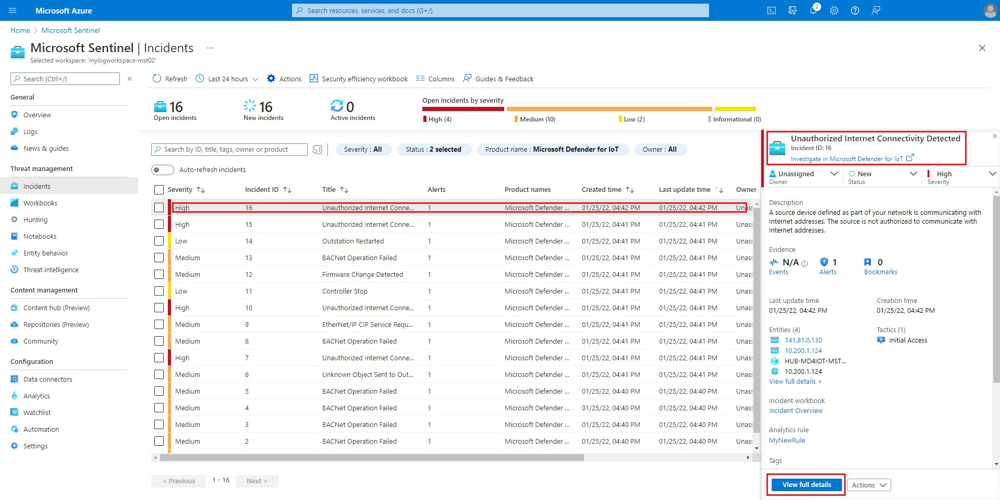 Microsoft Azure
Search resources, services, and docs (G+/)
2
Home > Microsoft Sentinel
Microsoft Sentinel | Incidents ...
Selected workspace: 'mylogworkspace-mst02'
Search (Ctrl+/)
«
General
Overview
Logs
News & guides
Threat management
Incidents
Workbooks
Hunting
Notebooks
Entity behavior
Threat intelligence
Content management
Content hub (Preview)
Repositories (Preview)
Community
Configuration
Data connectors
Analytics
Watchlist
Automation
Settings
Refresh Last 24 hours Actions Security efficiency workbook Columns Guides & Feedback
16 Open incidents
16 New incidents
0 Active incidents
Open incidents by severity
High (4) Medium (10) Low (2) Informational (0)
Search by ID, title, tags, owner or product
Severity : All Status : 2 selected Product name : Microsoft Defender for IoT Owner : All
Auto-refresh incidents
Severity Incident ID Title Alerts Product names Created time Last update time Owner
High 16 Unauthorized Internet Conne... 1 Microsoft Defender ... 01/25/22, 04:42 PM 01/25/22, 04:42 PM Unass
High 15 Unauthorized Internet Conne... 1 Microsoft Defender ... 01/25/22, 04:41 PM 01/25/22, 04:41 PM Unass
Low 14 Outstation Restarted 1 Microsoft Defender ... 01/25/22, 04:41 PM 01/25/22, 04:41 PM Unass
Medium 13 BACNet Operation Failed 1 Microsoft Defender ... 01/25/22, 04:41 PM 01/25/22, 04:41 PM Unass
Medium 12 Firmware Change Detected 1 Microsoft Defender ... 01/25/22, 04:41 PM 01/25/22, 04:41 PM Unass
Low 11 Controller Stop 1 Microsoft Defender ... 01/25/22, 04:41 PM 01/25/22, 04:41 PM Unass
High 10 Unauthorized Internet Conne... 1 Microsoft Defender ... 01/25/22, 04:41 PM 01/25/22, 04:41 PM Unass
Medium 9 EtherNet/IP CIP Service Requ... 1 Microsoft Defender ... 01/25/22, 04:41 PM 01/25/22, 04:41 PM Unass
Medium 8 BACNet Operation Failed 1 Microsoft Defender ... 01/25/22, 04:41 PM 01/25/22, 04:41 PM Unass
High 7 Unauthorized Internet Conne... 1 Microsoft Defender ... 01/25/22, 04:41 PM 01/25/22, 04:41 PM Unass
Medium 6 Unknown Object Sent to Out... 1 Microsoft Defender ... 01/25/22, 04:41 PM 01/25/22, 04:41 PM Unass
Medium 5 BACNet Operation Failed 1 Microsoft Defender ... 01/25/22, 04:40 PM 01/25/22, 04:40 PM Unass
Medium 4 BACNet Operation Failed 1 Microsoft Defender ... 01/25/22, 04:40 PM 01/25/22, 04:40 PM Unass
Medium 3 BACNet Operation Failed 1 Microsoft Defender ... 01/25/22, 04:40 PM 01/25/22, 04:40 PM Unass
Medium 2 BACNet Operation Failed 1 Microsoft Defender ... 01/25/22, 04:40 PM 01/25/22, 04:40 PM Unass
< Previous 1 - 16 Next >
Unauthorized Internet Connectivity Detected »
Incident ID: 16
Investigate in Microsoft Defender for IoT
Unassigned New High
Owner Status Severity
Description
A source device defined as part of your network is communicating with
Internet addresses. The source is not authorized to communicate with
Internet addresses.
Evidence
N/A 1 0
Events Alerts Bookmarks
Last update time Creation time
01/25/22, 04:42 PM 01/25/22, 04:42 PM
Entities (4) Tactics (1)
141.81.0.130 Initial Access
10.200.1.124
HUB-MD4IOT-MST...
10.200.1.124
View full details >
Incident workbook
Incident Overview
Analytics rule
MyNewRule
Tags
View full details Actions